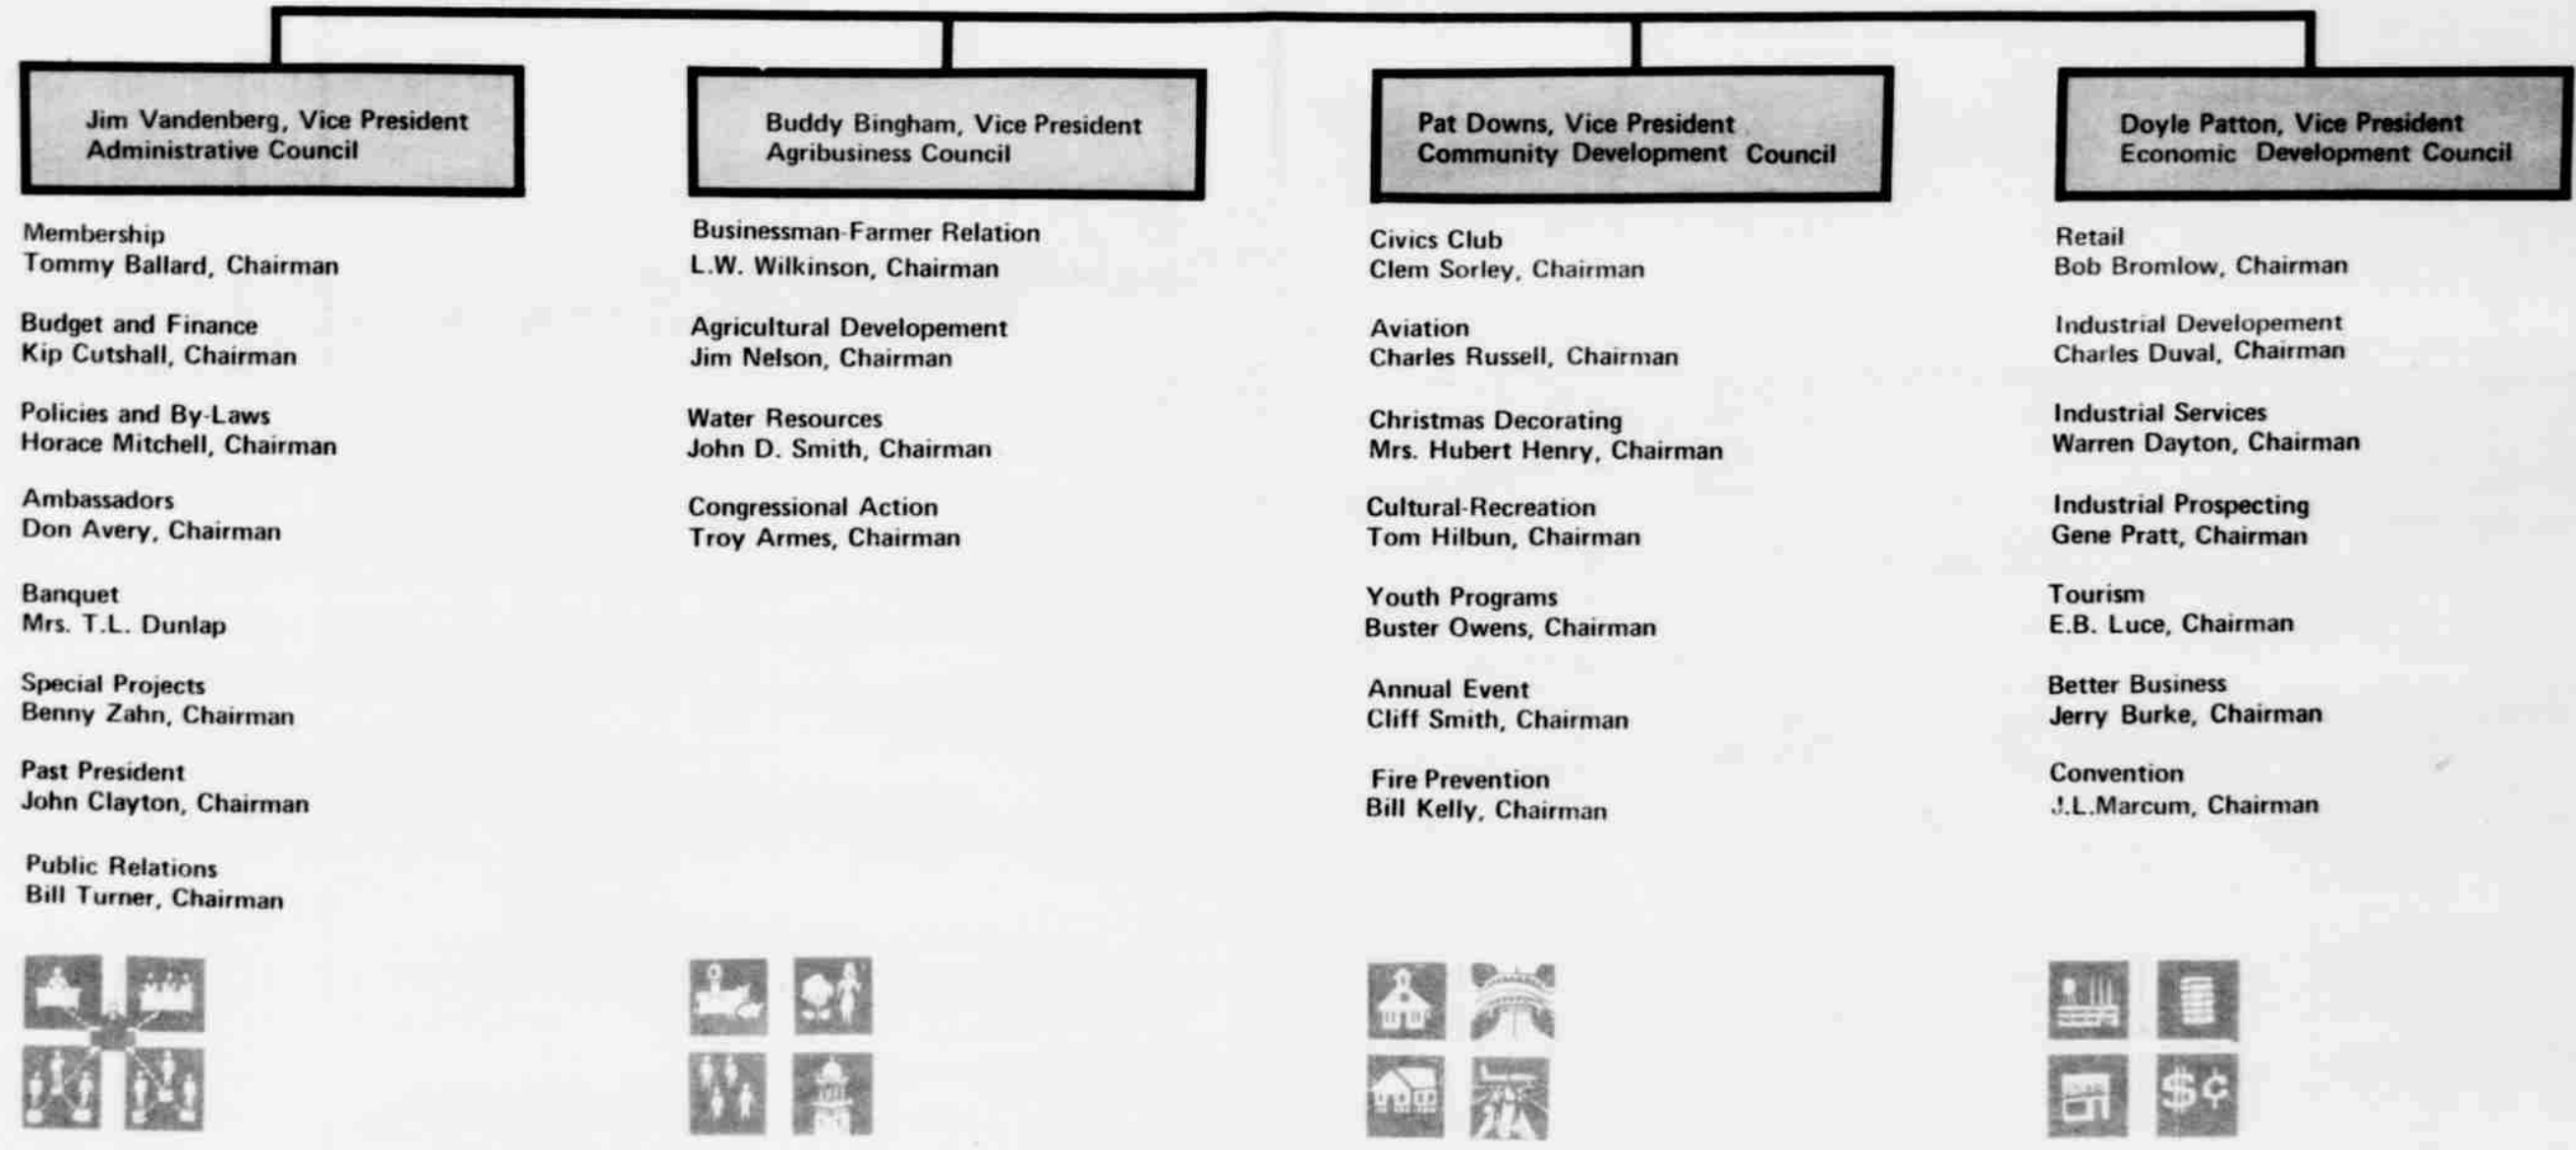 Jim Vandenberg, Vice President
Administrative Council
Membership
Tommy Ballard, Chairman
Budget and Finance
Kip Cutshall, Chairman
Policies and By-Laws
Horace Mitchell, Chairman
Ambassadors
Don Avery, Chairman
Banquet
Mrs. T.L. Dunlap
Special Projects
Benny Zahn, Chairman
Past President
John Clayton, Chairman
Public Relations
Bill Turner, Chairman
Buddy Bingham, Vice President
Agribusiness Council
Businessman-Farmer Relation
L.W. Wilkinson, Chairman
Agricultural Developement
Jim Nelson, Chairman
Water Resources
John D. Smith, Chairman
Congressional Action
Troy Armes, Chairman
Pat Downs, Vice President
Community Development Council
Civics Club
Clem Sorley, Chairman
Aviation
Charles Russell, Chairman
Christmas Decorating
Mrs. Hubert Henry, Chairman
Cultural-Recreation
Tom Hilbun, Chairman
Youth Programs
Buster Owens, Chairman
Annual Event
Cliff Smith, Chairman
Fire Prevention
Bill Kelly, Chairman
Doyle Patton, Vice President
Economic Development Council
Retail
Bob Bromlow, Chairman
Industrial Developement
Charles Duval, Chairman
Industrial Services
Warren Dayton, Chairman
Industrial Prospecting
Gene Pratt, Chairman
Tourism
E.B. Luce, Chairman
Better Business
Jerry Burke, Chairman
Convention
J.L.Marcum, Chairman
$¢